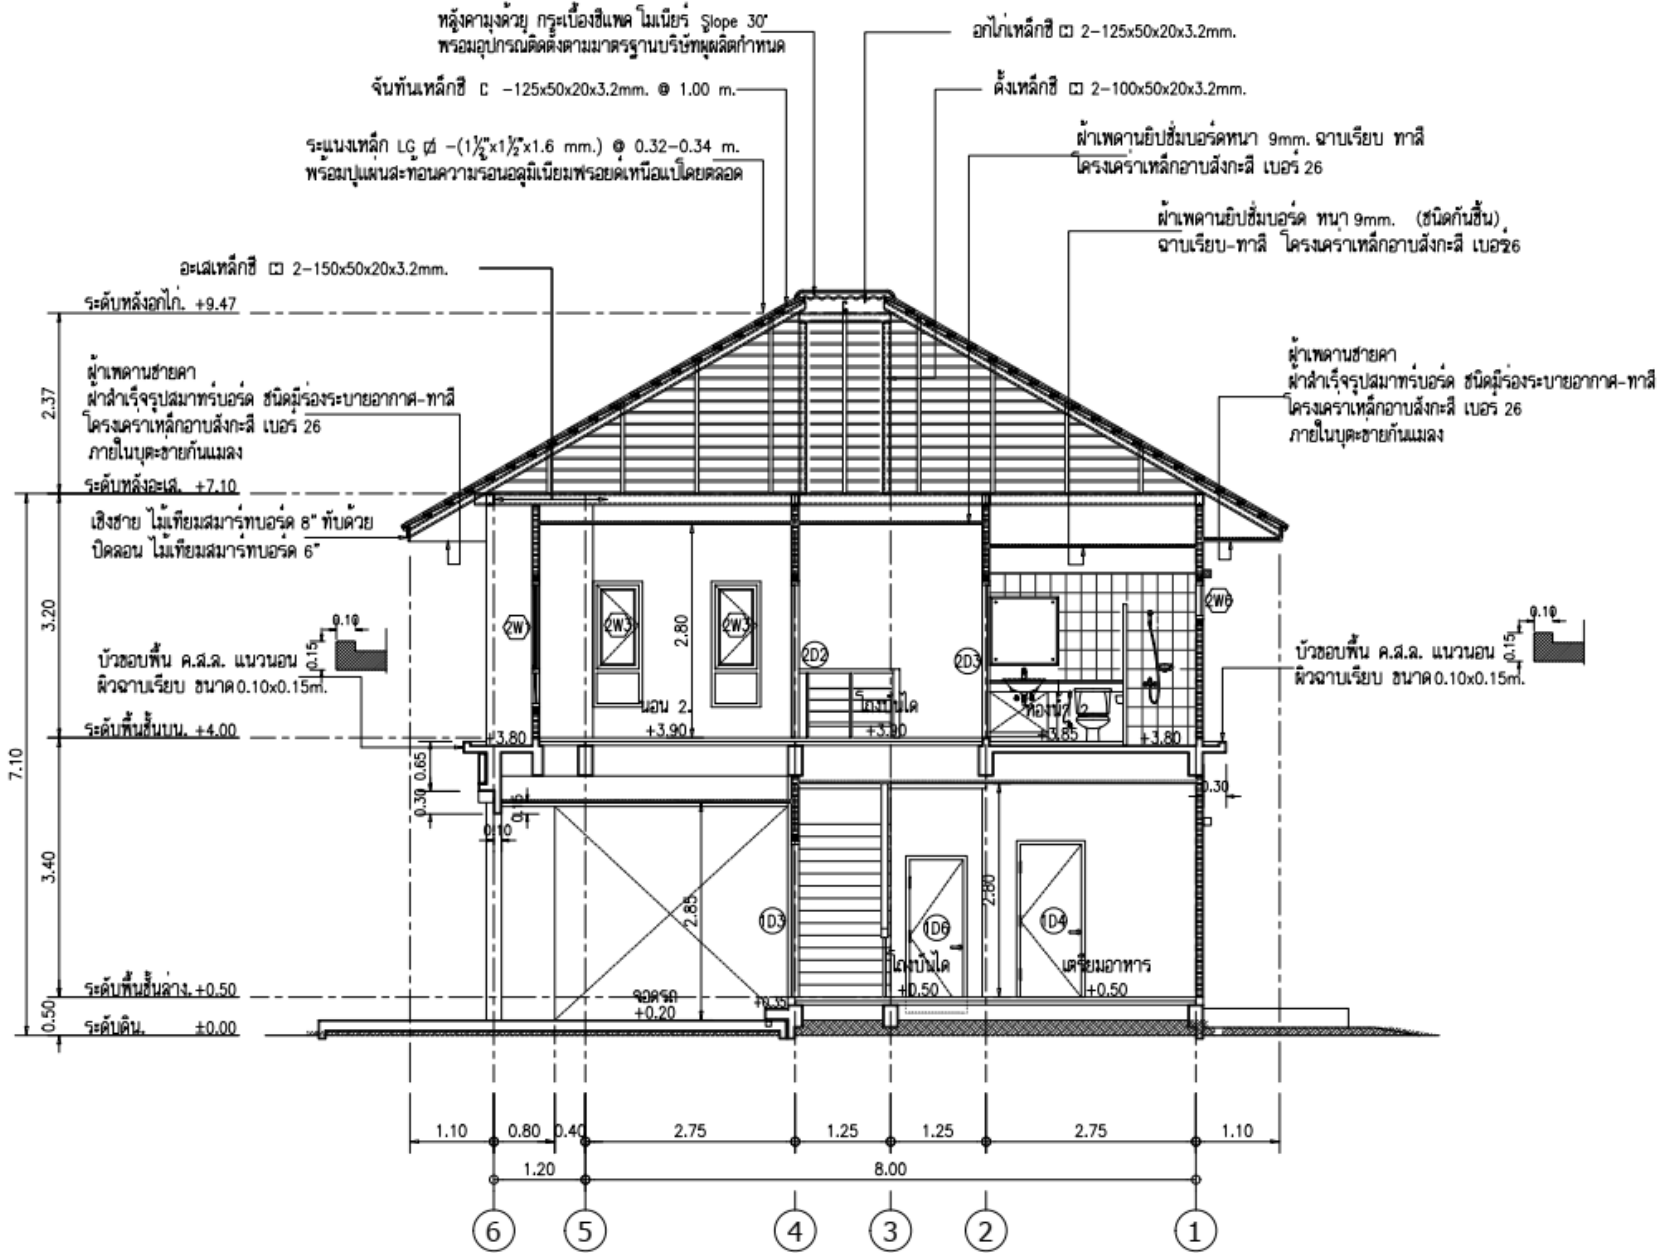 หลังคามุงด้วย กระเบื้องซีแพค โมเนียร์ Slope 30°
พร้อมอุปกรณ์ติดตั้งตามมาตรฐานบริษัทผู้ผลิตกำหนด
อกไก่เหล็กซี 2-125x50x20x3.2mm.
จันทันเหล็กซี C -125x50x20x3.2mm. @ 1.00 m.
ดั้งเหล็กซี 2-100x50x20x3.2mm.
ระแนงเหล็ก LG -(1½"x1½"x1.6 mm.) @ 0.32-0.34 m.
พร้อมปูแผ่นสะท้อนความร้อนอลูมิเนียมฟรอยด์เหนือแปโดยตลอด
ฝ้าเพดานยิปซั่มบอร์ดหนา 9mm. ฉาบเรียบ ทาสี
โครงเคร่าเหล็กอาบสังกะสี เบอร์ 26
ฝ้าเพดานยิปซั่มบอร์ด หนา 9mm. (ชนิดกันชื้น)
ฉาบเรียบ-ทาสี โครงเคร่าเหล็กอาบสังกะสี เบอร์26
อะเสเหล็กซี 2-150x50x20x3.2mm.
ระดับหลังอกไก่. +9.47
ฝ้าเพดานชายคา
ฝ้าสำเร็จรูปสมาทร์บอร์ด ชนิดมีร่องระบายอากาศ-ทาสี
โครงเคร่าเหล็กอาบสังกะสี เบอร์ 26
ภายในบุตะข่ายกันแมลง
ฝ้าเพดานชายคา
ฝ้าสำเร็จรูปสมาทร์บอร์ด ชนิดมีร่องระบายอากาศ-ทาสี
โครงเคร่าเหล็กอาบสังกะสี เบอร์ 26
ภายในบุตะข่ายกันแมลง
2.37
ระดับหลังอะเส. +7.10
เชิงชาย ไม้เทียมสมาร์ทบอร์ด 8" ทับด้วย
ปิดลอน ไม้เทียมสมาร์ทบอร์ด 6"
3.20
2.80
2W1
2W3
2W3
2W6
2D2
2D3
0.10
0.15
บัวขอบพื้น ค.ส.ล. แนวนอน
ผิวฉาบเรียบ ขนาด0.10x0.15m.
0.10
0.15
บัวขอบพื้น ค.ส.ล. แนวนอน
ผิวฉาบเรียบ ขนาด0.10x0.15m.
นอน 2.
โถงบันได
ห้องน้ำ 2
ระดับพื้นชั้นบน. +4.00
+3.80
+3.90
+3.90
+3.85
+3.80
7.10
0.65
0.30
0.15
0.10
0.30
3.40
2.85
2.80
1D3
1D6
1D4
โถงบันได
เตรียมอาหาร
ระดับพื้นชั้นล่าง. +0.50
+0.50
+0.50
จอดรถ
+0.20
+0.35
0.50
ระดับดิน. ±0.00
1.10 0.80 0.40 2.75 1.25 1.25 2.75 1.10
1.20 8.00
6 5 4 3 2 1